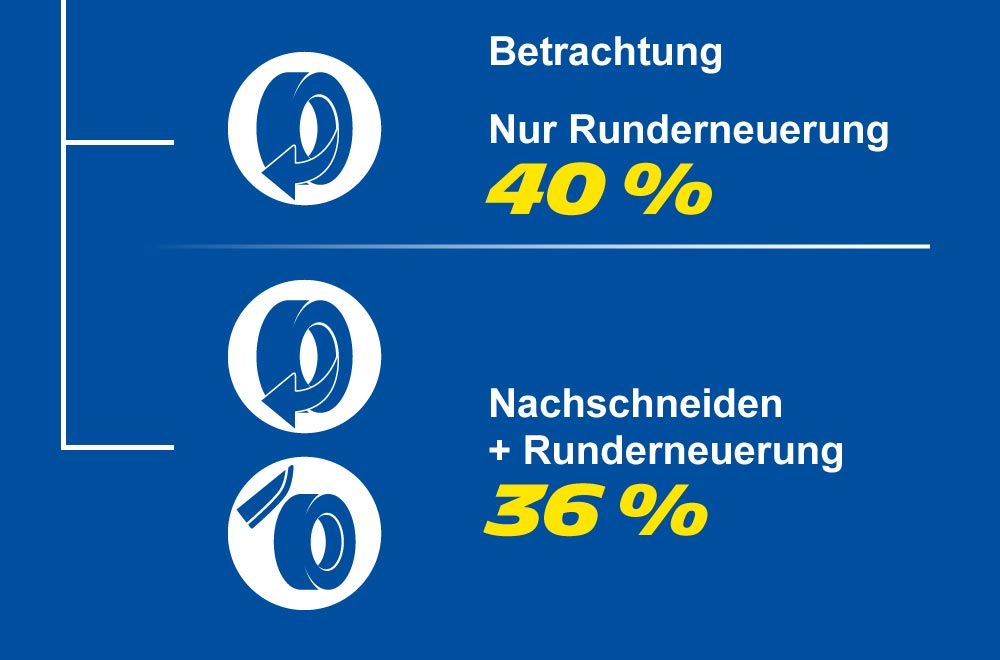 Betrachtung
Nur Runderneuerung
40 %
Nachschneiden
+ Runderneuerung
36 %